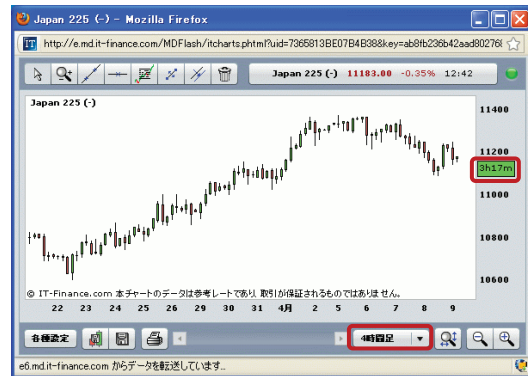 Japan 225 (-) - Mozilla Firefox
http://e.md.it-finance.com/MDFlash/itcharts.phtml?uid=7365813BE07B4B38&key=ab8fb236b42aad80276
Japan 225 (-) 11183.00 -0.35% 12:42
Japan 225 (-)
11400
11200
3h17m
11000
10800
10600
© IT-Finance.com 本チャートのデータは参考レートであり、取引が保証されるものではありません。
22 23 24 25 26 29 30 31 4月 2 5 6 7 8 9
各種設定 4時間足
e6.md.it-finance.com からデータを転送しています...